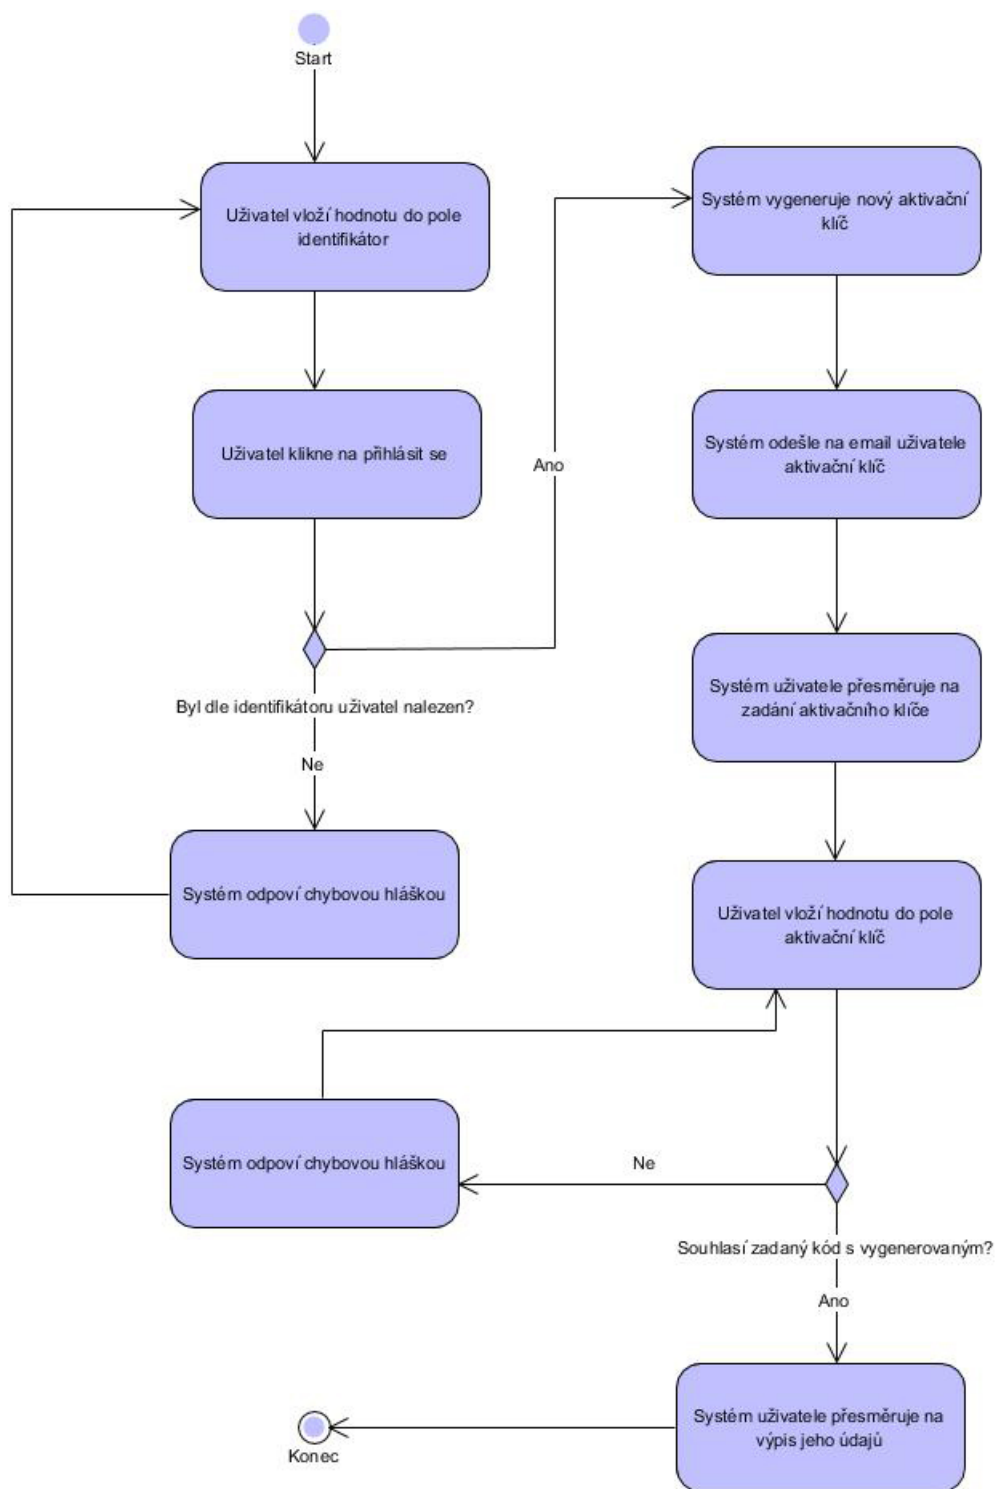 Start
Uživatel vloží hodnotu do pole
identifikátor
Uživatel klikne na přihlásit se
Byl dle identifikátoru uživatel nalezen?
Ne
Systém odpoví chybovou hláškou
Ano
Systém vygeneruje nový aktivační
klíč
Systém odešle na email uživatele
aktivační klíč
Systém uživatele přesměruje na
zadání aktivačního klíče
Uživatel vloží hodnotu do pole
aktivační klíč
Souhlasí zadaný kód s vygenerovaným?
Ne
Systém odpoví chybovou hláškou
Ano
Systém uživatele přesměruje na
výpis jeho údajů
Konec